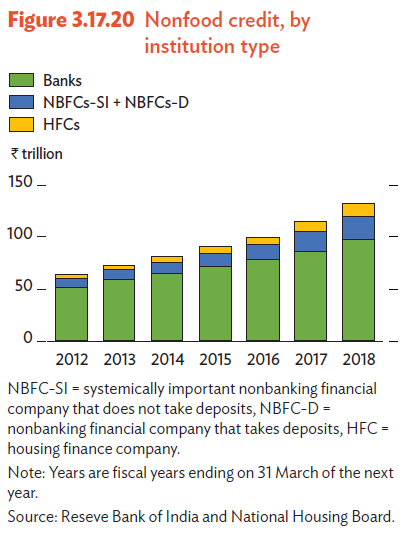 Figure 3.17.20 Nonfood credit, by
institution type
Banks
NBFCs-SI + NBFCs-D
HFCs
₹ trillion
150
100
50
0
2012 2013 2014 2015 2016 2017 2018
NBFC-SI = systemically important nonbanking financial
company that does not take deposits, NBFC-D =
nonbanking financial company that takes deposits, HFC =
housing finance company.
Note: Years are fiscal years ending on 31 March of the next
year.
Source: Reseve Bank of India and National Housing Board.